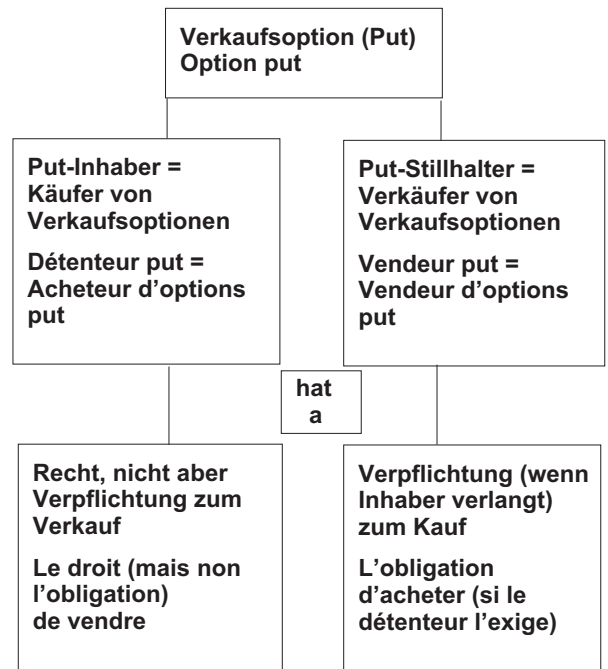 Verkaufsoption (Put)
Option put
Put-Inhaber =
Käufer von
Verkaufsoptionen
Détenteur put =
Acheteur d’options
put
Put-Stillhalter =
Verkäufer von
Verkaufsoptionen
Vendeur put =
Vendeur d’options
put
hat
a
Recht, nicht aber
Verpflichtung zum
Verkauf
Le droit (mais non
l’obligation)
de vendre
Verpflichtung (wenn
Inhaber verlangt)
zum Kauf
L’obligation
d’acheter (si le
détenteur l’exige)